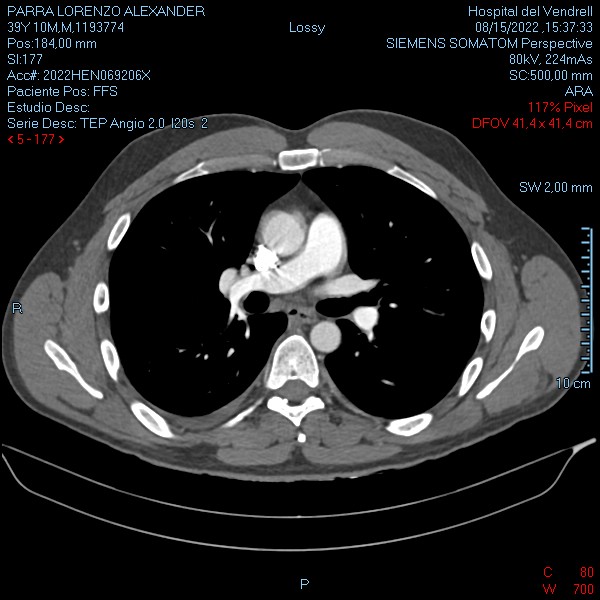 PARRA LORENZO ALEXANDER
39Y 10M,M,1193774
Pos:184,00 mm
SI:177
Acc#: 2022HEN069206X
Paciente Pos: FFS
Estudio Desc:
Serie Desc: TEP Angio 2.0 I20s 2
< 5 - 177 >
Lossy
Hospital del Vendrell
08/15/2022 ,15:37:33
SIEMENS SOMATOM Perspective
80kV, 224mAs
SC:500,00 mm
ARA
117% Pixel
DFOV 41,4 x 41,4 cm
SW 2,00 mm
R
10 cm
P
C 80
W 700